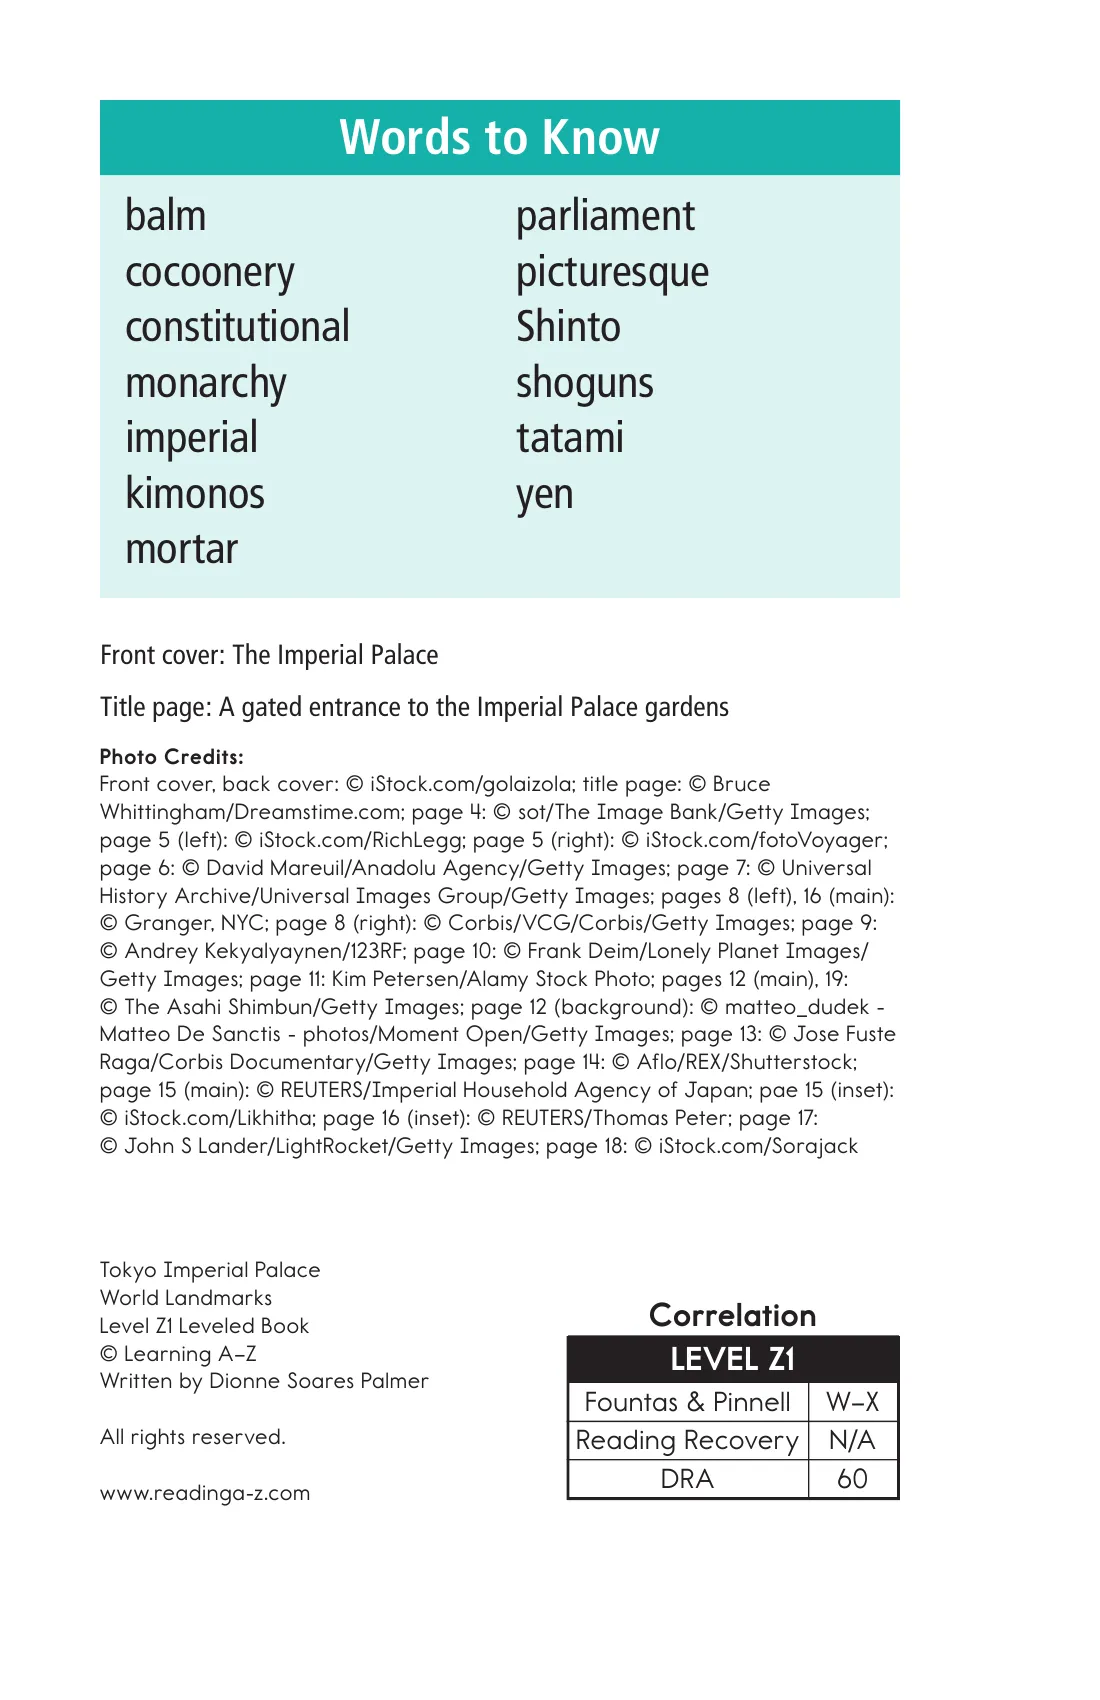 Words to Know
balm
cocoonery
constitutional
monarchy
imperial
kimonos
mortar
parliament
picturesque
Shinto
shoguns
tatami
yen
Front cover: The Imperial Palace
Title page: A gated entrance to the Imperial Palace gardens
Photo Credits:
Front cover, back cover: © iStock.com/golaizola; title page: © Bruce
Whittingham/Dreamstime.com; page 4: © sot/The Image Bank/Getty Images;
page 5 (left): © iStock.com/RichLegg; page 5 (right): © iStock.com/fotoVoyager;
page 6: © David Mareuil/Anadolu Agency/Getty Images; page 7: © Universal
History Archive/Universal Images Group/Getty Images; pages 8 (left), 16 (main):
© Granger, NYC; page 8 (right): © Corbis/VCG/Corbis/Getty Images; page 9:
© Andrey Kekyalyaynen/123RF; page 10: © Frank Deim/Lonely Planet Images/
Getty Images; page 11: Kim Petersen/Alamy Stock Photo; pages 12 (main), 19:
© The Asahi Shimbun/Getty Images; page 12 (background): © matteo_dudek -
Matteo De Sanctis - photos/Moment Open/Getty Images; page 13: © Jose Fuste
Raga/Corbis Documentary/Getty Images; page 14: © Aflo/REX/Shutterstock;
page 15 (main): © REUTERS/Imperial Household Agency of Japan; pae 15 (inset):
© iStock.com/Likhitha; page 16 (inset): © REUTERS/Thomas Peter; page 17:
© John S Lander/LightRocket/Getty Images; page 18: © iStock.com/Sorajack
Tokyo Imperial Palace
World Landmarks
Level Z1 Leveled Book
© Learning A–Z
Written by Dionne Soares Palmer
All rights reserved.
www.readinga-z.com
Correlation
LEVEL Z1
Fountas & Pinnell W–X
Reading Recovery N/A
DRA 60